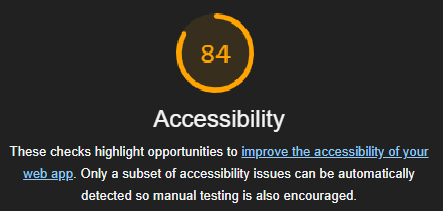 84
Accessibility
These checks highlight opportunities to improve the accessibility of your
web app. Only a subset of accessibility issues can be automatically
detected so manual testing is also encouraged.